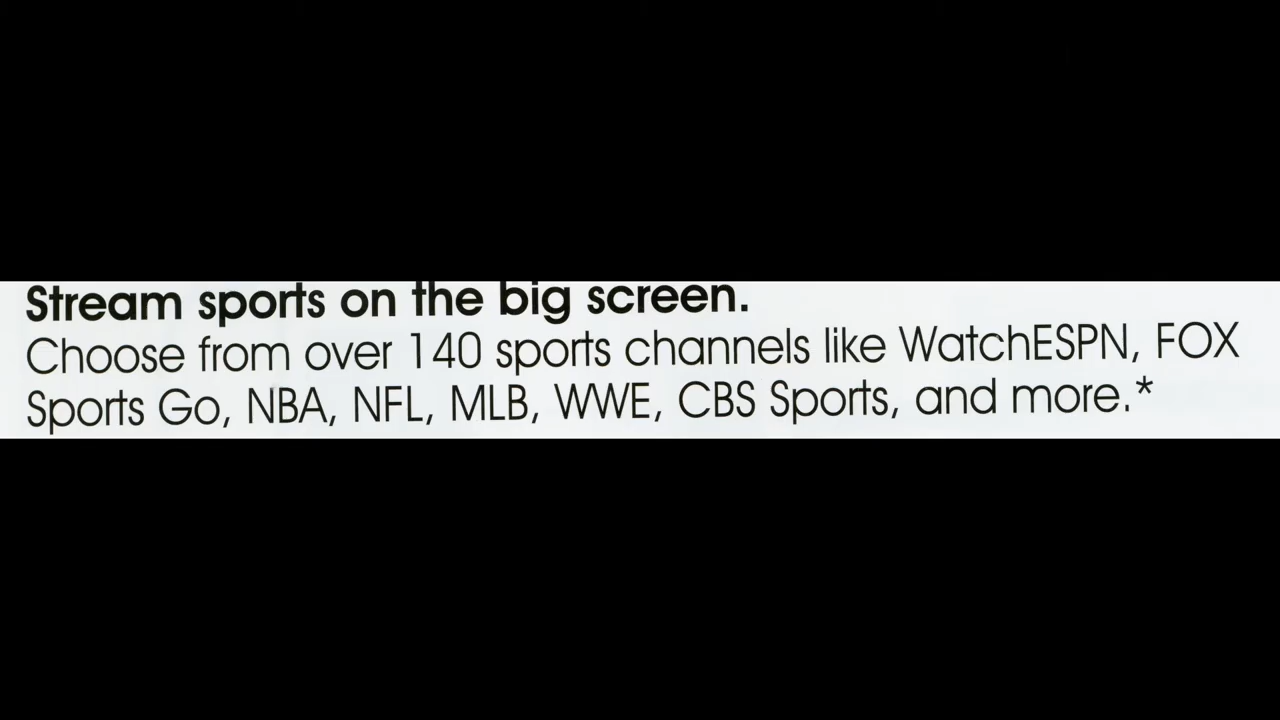 Stream sports on the big screen.
Choose from over 140 sports channels like WatchESPN, FOX
Sports Go, NBA, NFL, MLB, WWE, CBS Sports, and more.*